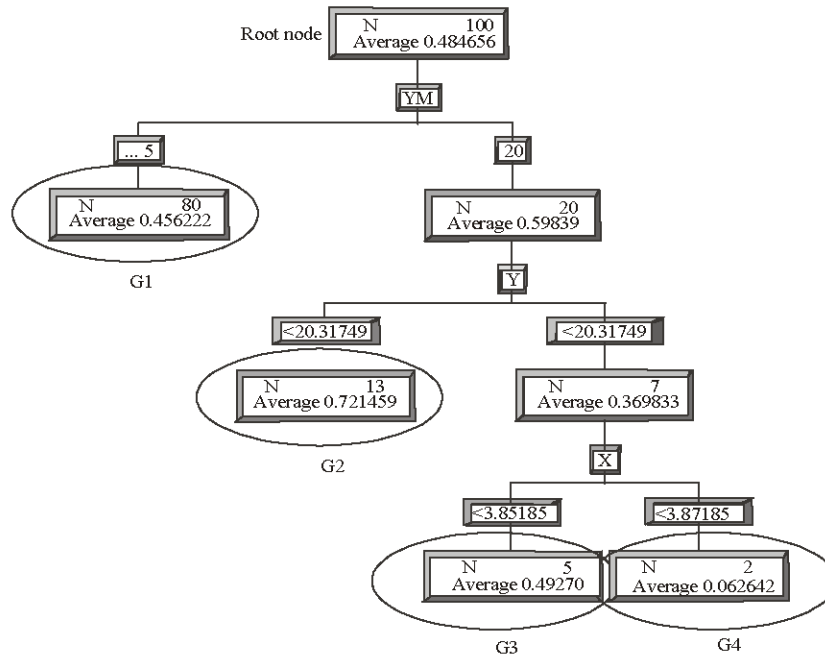 Root node
N 100
Average 0.484656
YM
... 5
20
N 80
Average 0.456222
N 20
Average 0.59839
G1
Y
<20.31749
<20.31749
N 13
Average 0.721459
N 7
Average 0.369833
G2
X
<3.85185
<3.87185
N 5
Average 0.49270
N 2
Average 0.062642
G3
G4